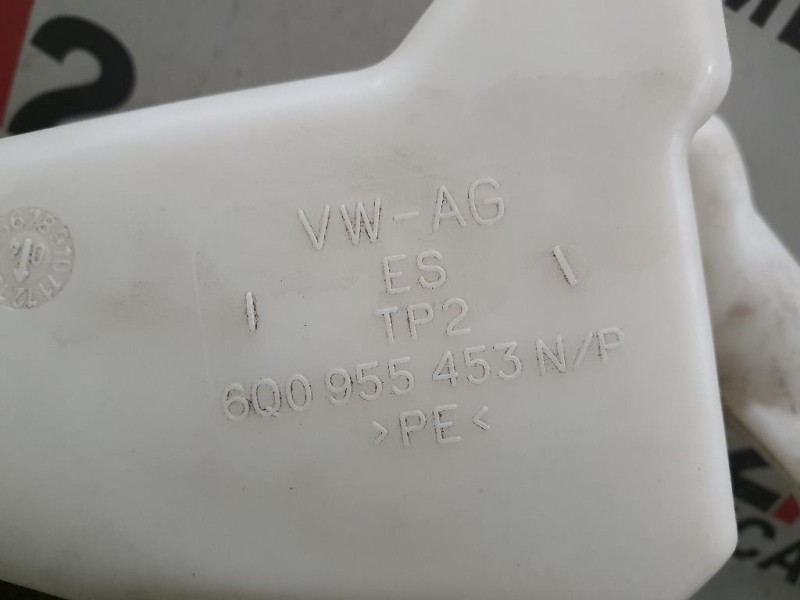 VW-AG
ES
TP2
6Q0 955 453 N/P
>PE<